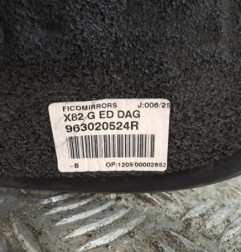 FICOMIRRORS J:006/25
X82 G ED DAG
963020524R
-B OP:1205/00002652